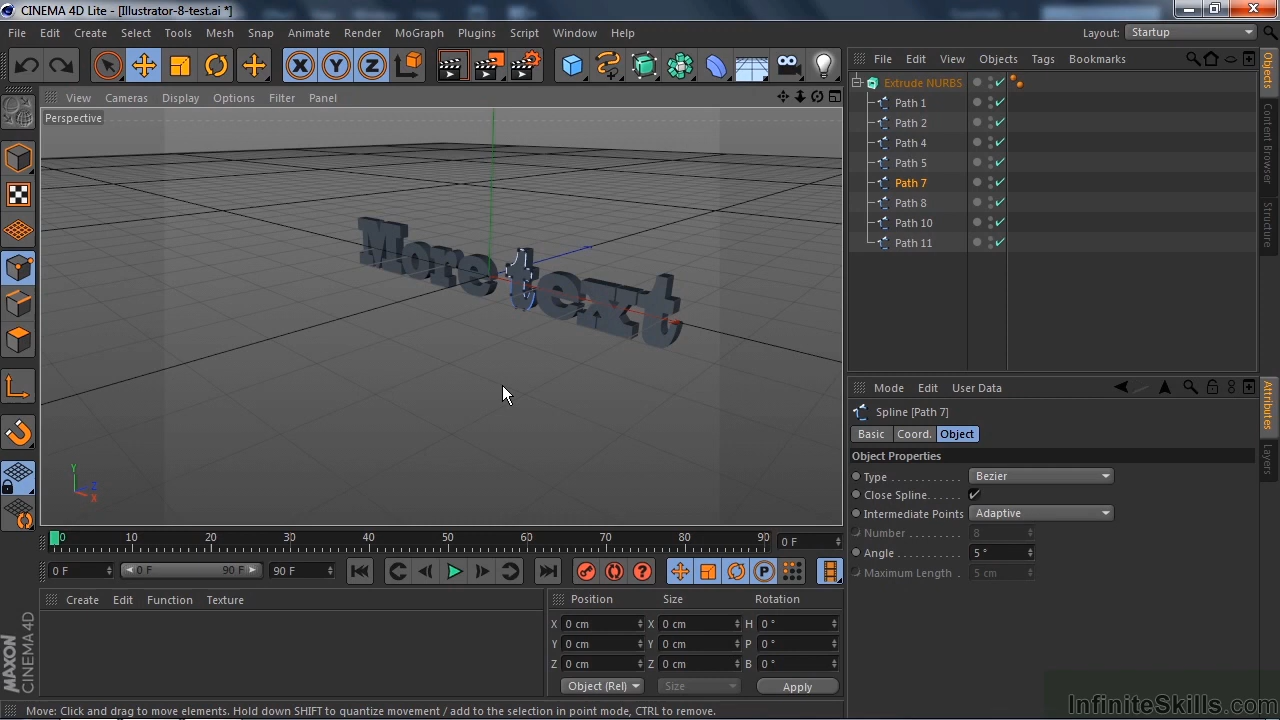 CINEMA 4D Lite - [Illustrator-8-test.ai *]
File Edit Create Select Tools Mesh Snap Animate Render MoGraph Plugins Script Window Help
Layout: Startup
X Y Z
View Cameras Display Options Filter Panel
Perspective
More text
Y
Z
X
File Edit View Objects Tags Bookmarks
Extrude NURBS
Path 1
Path 2
Path 4
Path 5
Path 7
Path 8
Path 10
Path 11
Objects
Content Browser
Structure
Mode Edit User Data
Spline [Path 7]
Basic Coord. Object
Object Properties
Type . . . . . . . . . . . . Bezier
Close Spline. . . . . .
Intermediate Points Adaptive
Number . . . . . . . . . 8
Angle . . . . . . . . . . . 5 °
Maximum Length . 5 cm
Attributes
Layers
0 10 20 30 40 50 60 70 80 90 0 F
0 F 0 F 90 F 90 F
? P
Create Edit Function Texture
Position Size Rotation
X 0 cm X 0 cm H 0 °
Y 0 cm Y 0 cm P 0 °
Z 0 cm Z 0 cm B 0 °
Object (Rel) Size Apply
MAXON
CINEMA 4D
Move: Click and drag to move elements. Hold down SHIFT to quantize movement / add to the selection in point mode, CTRL to remove.
InfiniteSkills.com